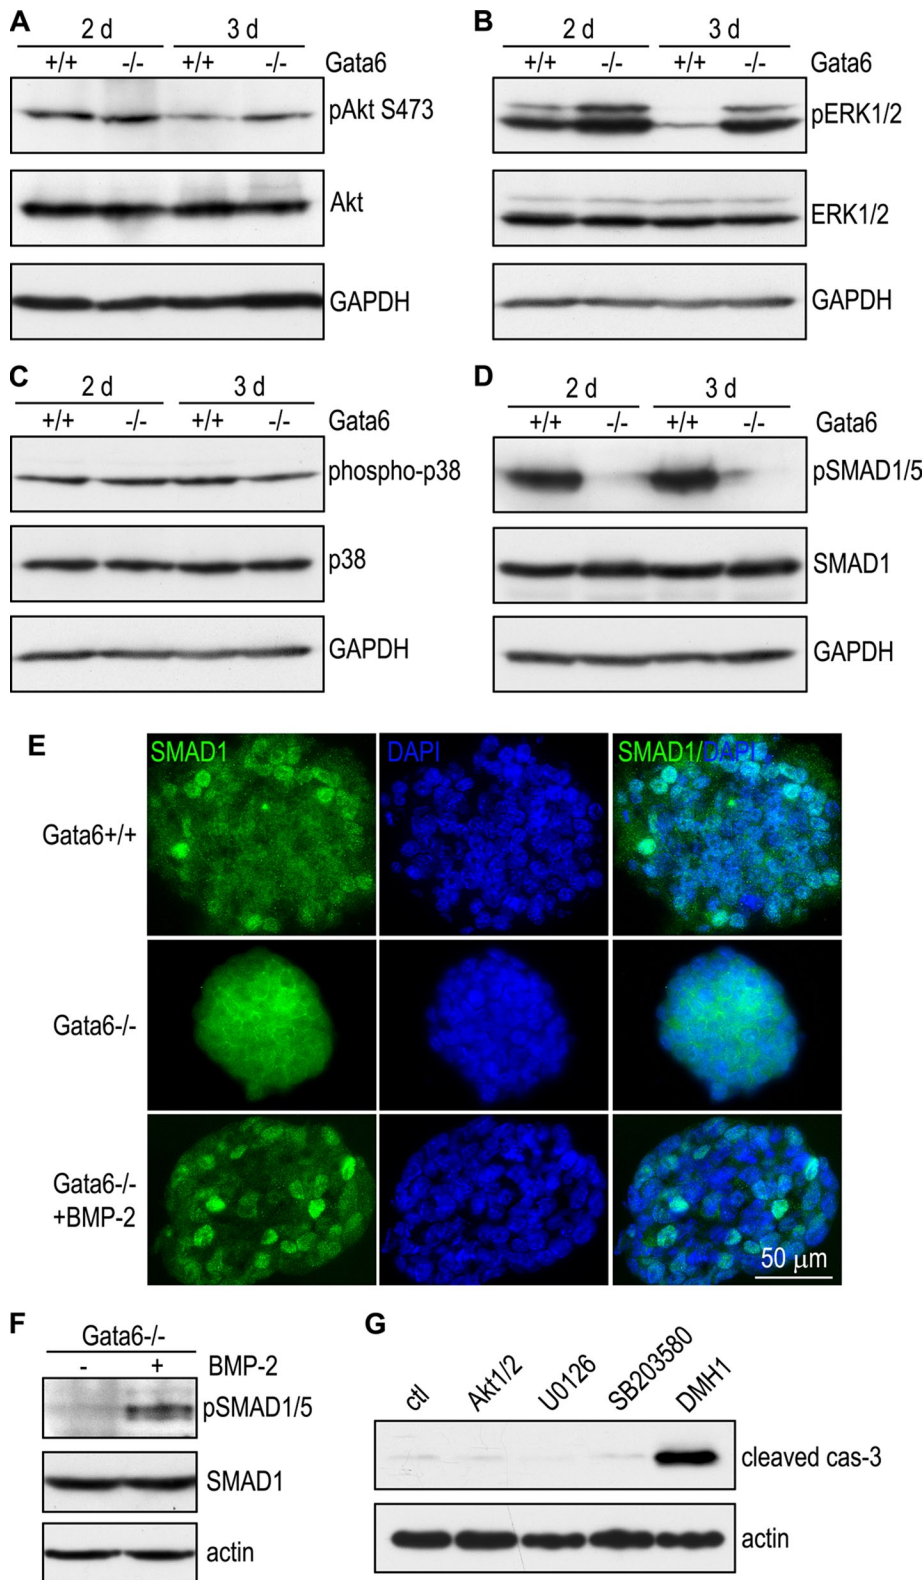 A
2 d 3 d
+/+ -/- +/+ -/- Gata6
pAkt S473
Akt
GAPDH
B
2 d 3 d
+/+ -/- +/+ -/- Gata6
pERK1/2
ERK1/2
GAPDH
C
2 d 3 d
+/+ -/- +/+ -/- Gata6
phospho-p38
p38
GAPDH
D
2 d 3 d
+/+ -/- +/+ -/- Gata6
pSMAD1/5
SMAD1
GAPDH
E
SMAD1 DAPI SMAD1/DAPI
Gata6+/+
Gata6-/-
Gata6-/-
+BMP-2
50 μm
F
Gata6-/-
- + BMP-2
pSMAD1/5
SMAD1
actin
G
ctl Akt1/2 U0126 SB203580 DMH1
cleaved cas-3
actin